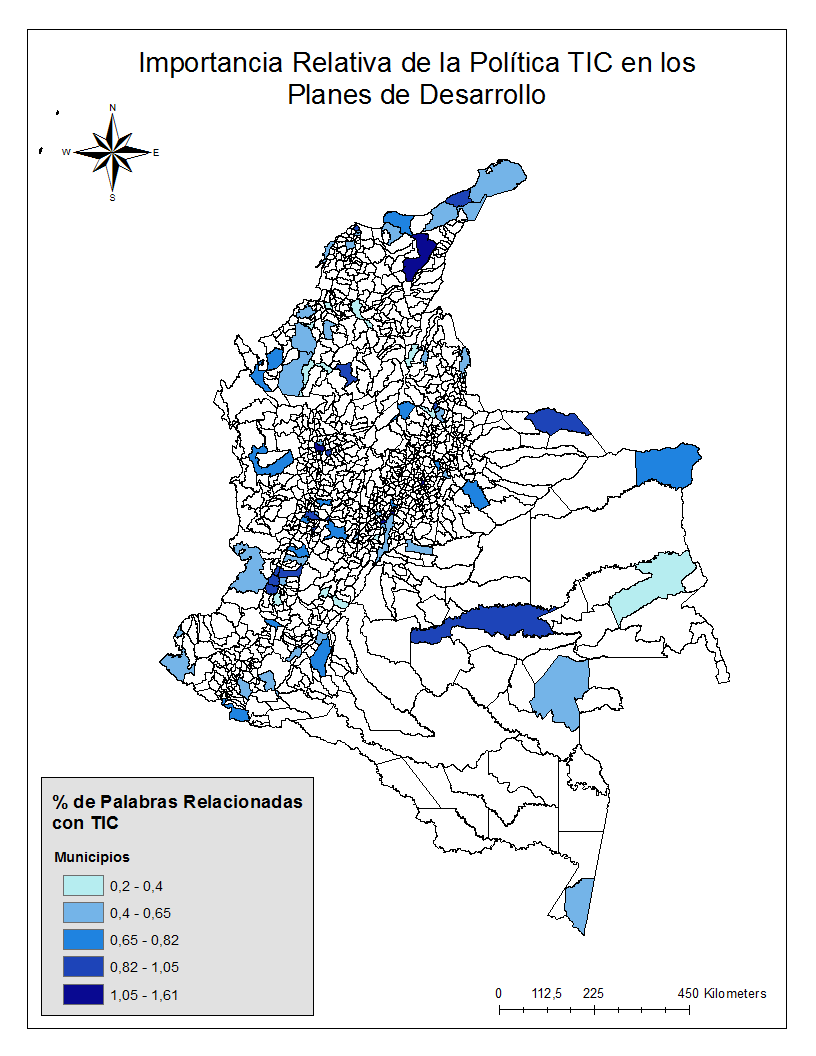 Importancia Relativa de la Política TIC en los
Planes de Desarrollo
N
W E
S
% de Palabras Relacionadas
con TIC
Municipios
0,2 - 0,4
0,4 - 0,65
0,65 - 0,82
0,82 - 1,05
1,05 - 1,61
0 112,5 225 450 Kilometers